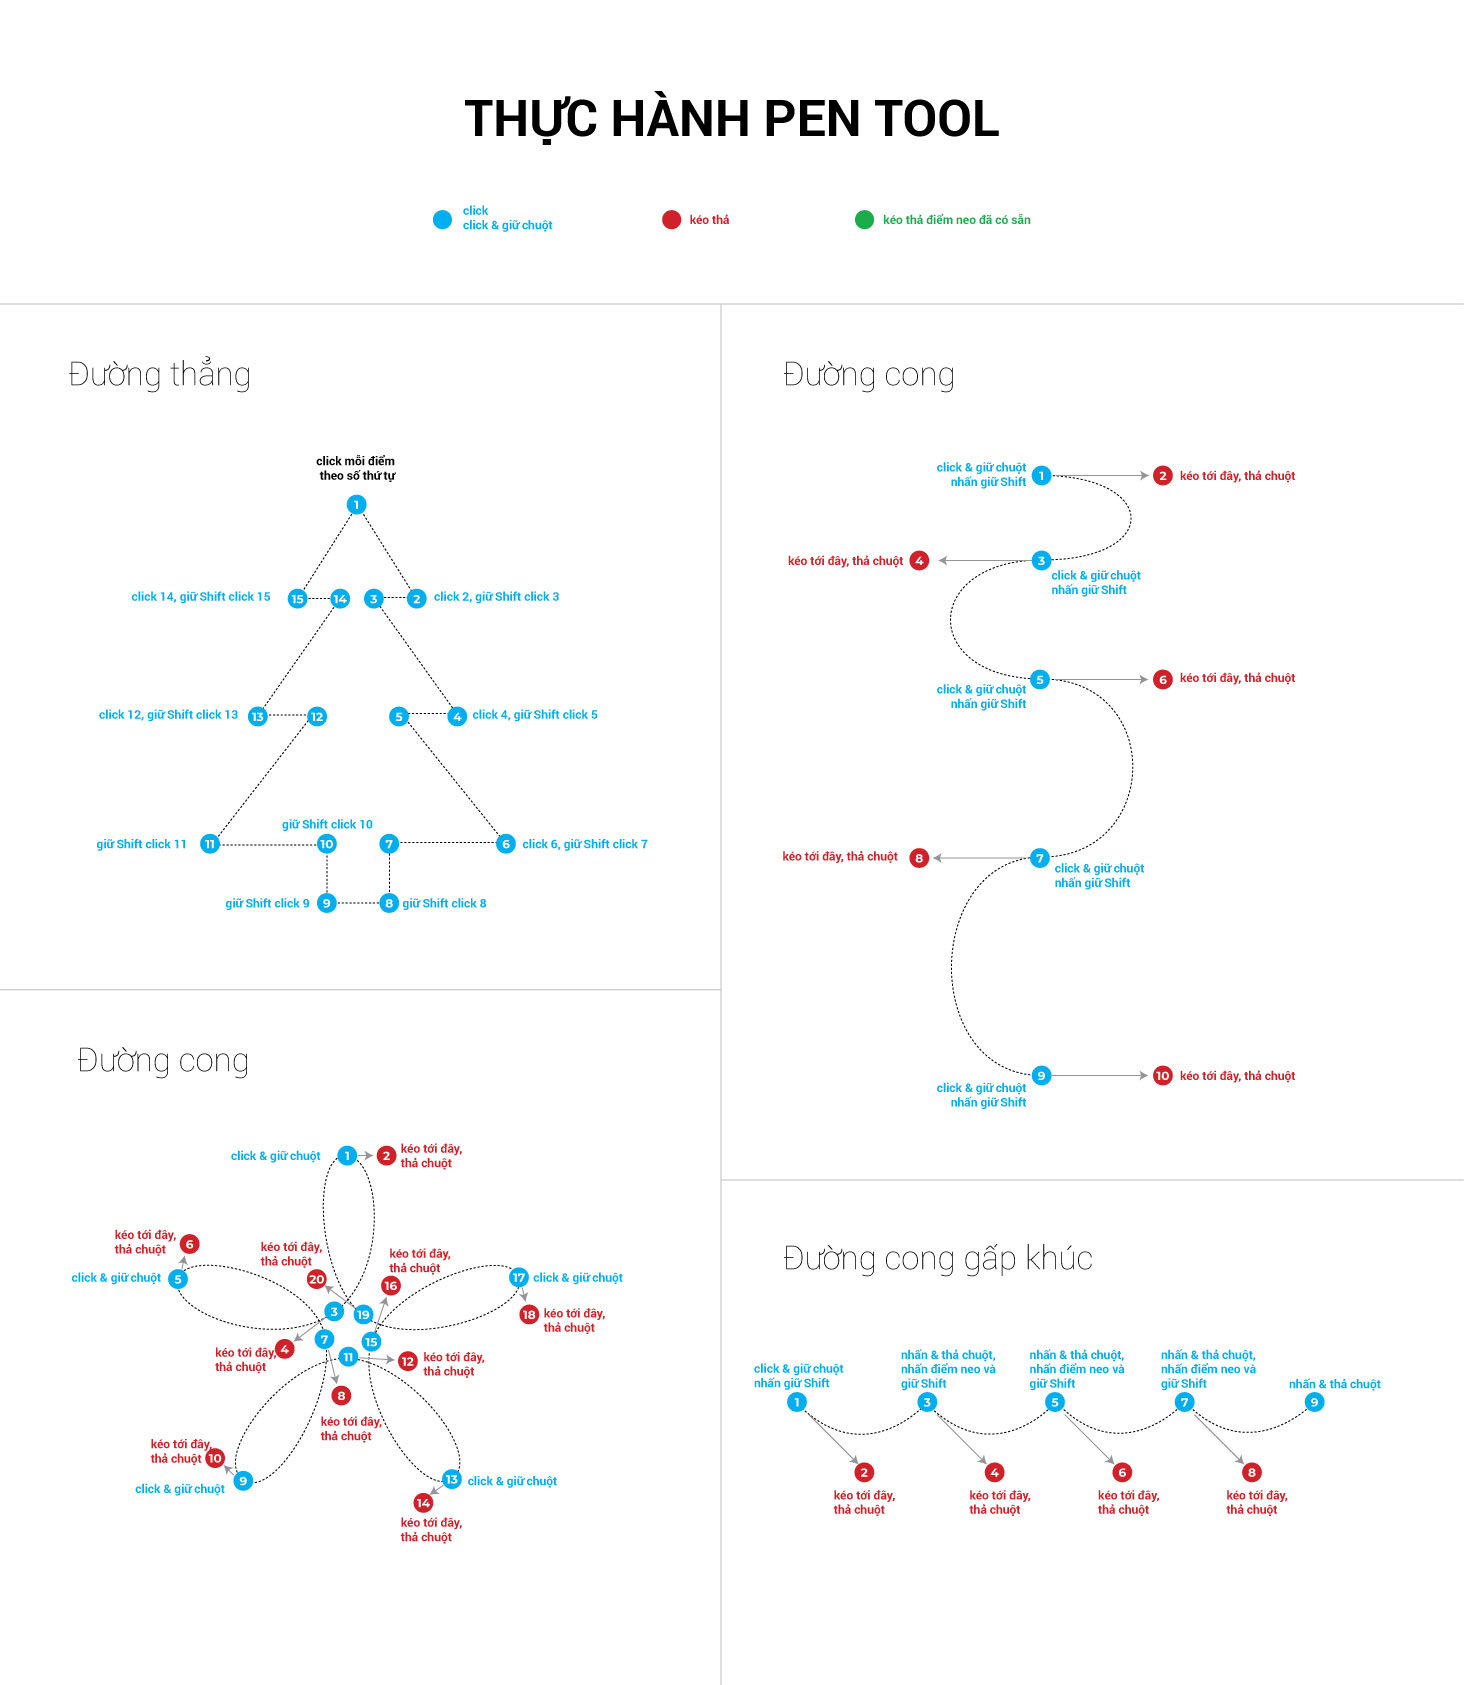 THỰC HÀNH PEN TOOL
click
click & giữ chuột
kéo thả
kéo thả điểm neo đã có sẵn
Đường thẳng
click mỗi điểm
theo số thứ tự
1
click 14, giữ Shift click 15
15
14
3
2
click 2, giữ Shift click 3
click 12, giữ Shift click 13
13
12
5
4
click 4, giữ Shift click 5
giữ Shift click 10
giữ Shift click 11
11
10
7
6
click 6, giữ Shift click 7
giữ Shift click 9
9
8
giữ Shift click 8
Đường cong
click & giữ chuột
nhấn giữ Shift
1
2
kéo tới đây, thả chuột
kéo tới đây, thả chuột
4
3
click & giữ chuột
nhấn giữ Shift
click & giữ chuột
nhấn giữ Shift
5
6
kéo tới đây, thả chuột
kéo tới đây, thả chuột
8
7
click & giữ chuột
nhấn giữ Shift
9
10
kéo tới đây, thả chuột
click & giữ chuột
nhấn giữ Shift
Đường cong
click & giữ chuột
1
2
kéo tới đây,
thả chuột
kéo tới đây,
thả chuột
6
click & giữ chuột
5
kéo tới đây,
thả chuột
20
kéo tới đây,
thả chuột
16
17
click & giữ chuột
18
kéo tới đây,
thả chuột
3
19
7
15
kéo tới đây,
thả chuột
4
11
12
kéo tới đây,
thả chuột
8
kéo tới đây,
thả chuột
kéo tới đây,
thả chuột
10
click & giữ chuột
9
13
click & giữ chuột
14
kéo tới đây,
thả chuột
Đường cong gấp khúc
click & giữ chuột
nhấn giữ Shift
1
nhấn & thả chuột,
nhấn điểm neo và
giữ Shift
3
nhấn & thả chuột,
nhấn điểm neo và
giữ Shift
5
nhấn & thả chuột,
nhấn điểm neo và
giữ Shift
7
nhấn & thả chuột
9
2
kéo tới đây,
thả chuột
4
kéo tới đây,
thả chuột
6
kéo tới đây,
thả chuột
8
kéo tới đây,
thả chuột